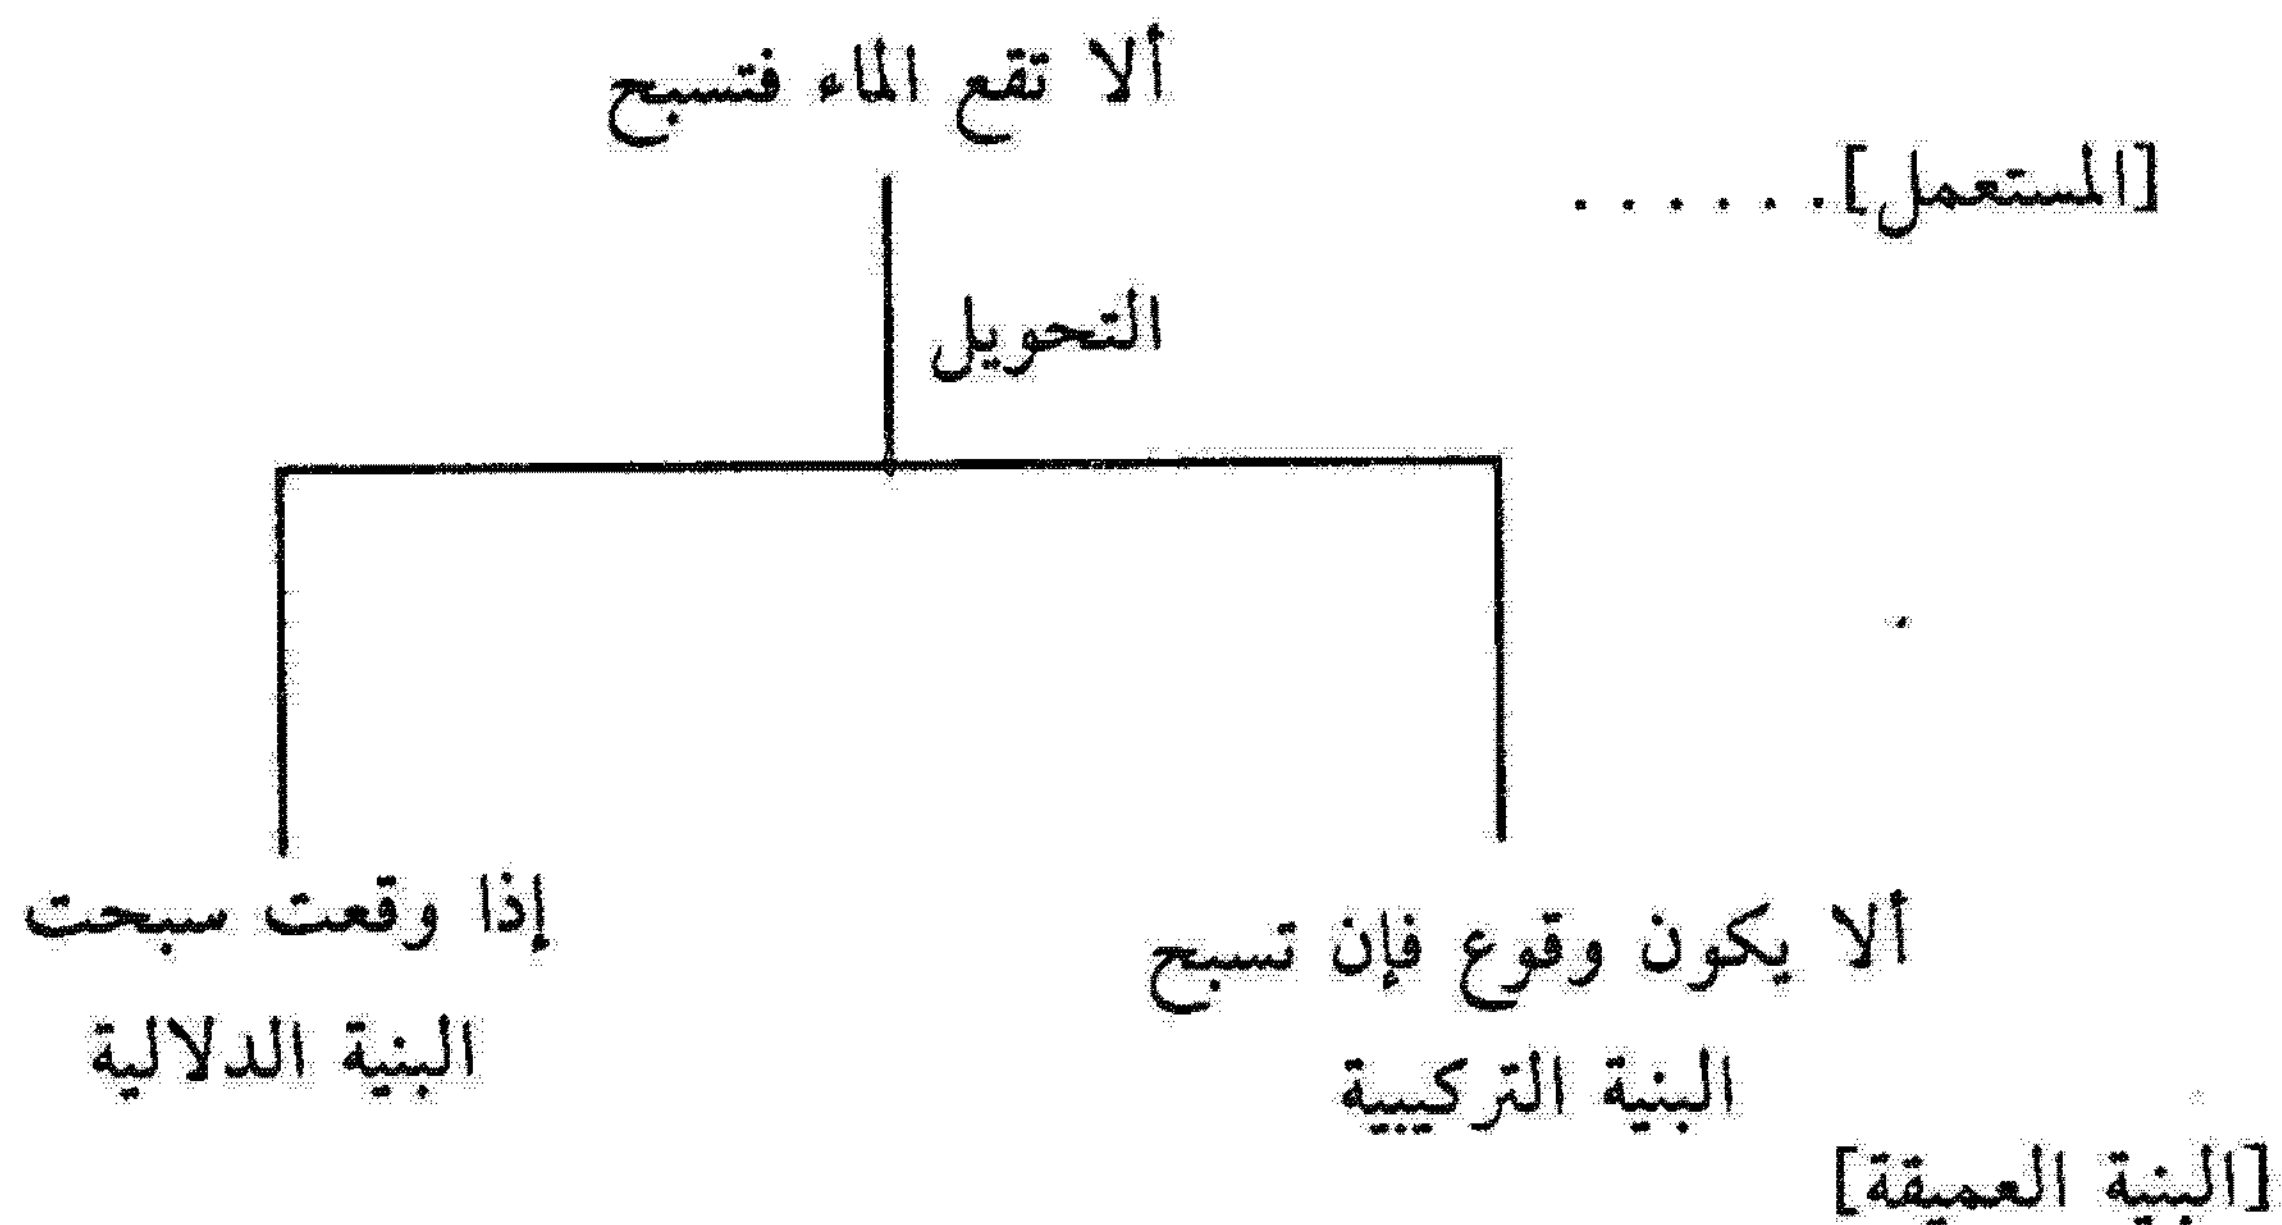 ألا تقع الماء فتسبح
[المستعمل] . . . . . .
التحويل
ألا يكون وقوع فإن تسبح
البنية التركيبية
إذا وقعت سبحت
البنية الدلالية
[البنية العميقة]